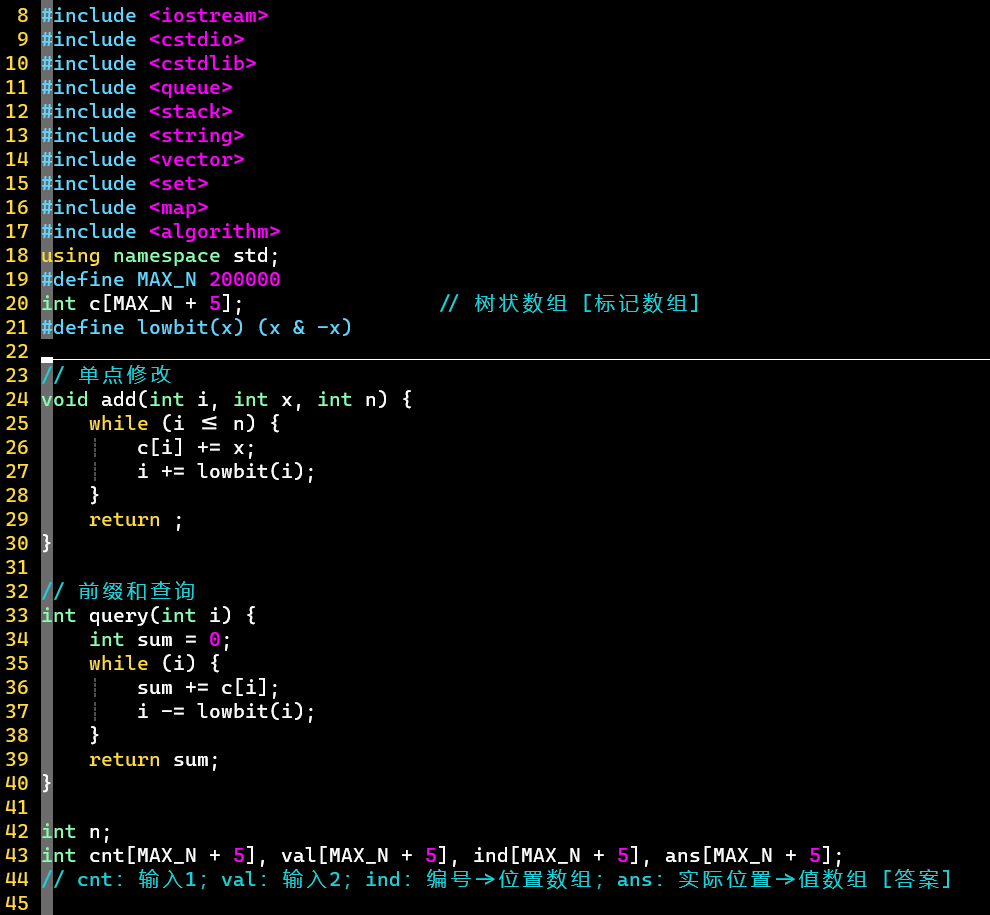 8 #include <iostream>
9 #include <cstdio>
10 #include <cstdlib>
11 #include <queue>
12 #include <stack>
13 #include <string>
14 #include <vector>
15 #include <set>
16 #include <map>
17 #include <algorithm>
18 using namespace std;
19 #define MAX_N 200000
20 int c[MAX_N + 5]; // 树状数组 [标记数组]
21 #define lowbit(x) (x & -x)
22
23 // 单点修改
24 void add(int i, int x, int n) {
25     while (i ≤ n) {
26         c[i] += x;
27         i += lowbit(i);
28     }
29     return ;
30 }
31
32 // 前缀和查询
33 int query(int i) {
34     int sum = 0;
35     while (i) {
36         sum += c[i];
37         i -= lowbit(i);
38     }
39     return sum;
40 }
41
42 int n;
43 int cnt[MAX_N + 5], val[MAX_N + 5], ind[MAX_N + 5], ans[MAX_N + 5];
44 // cnt: 输入1; val: 输入2; ind: 编号→位置数组; ans: 实际位置→值数组 [答案]
45